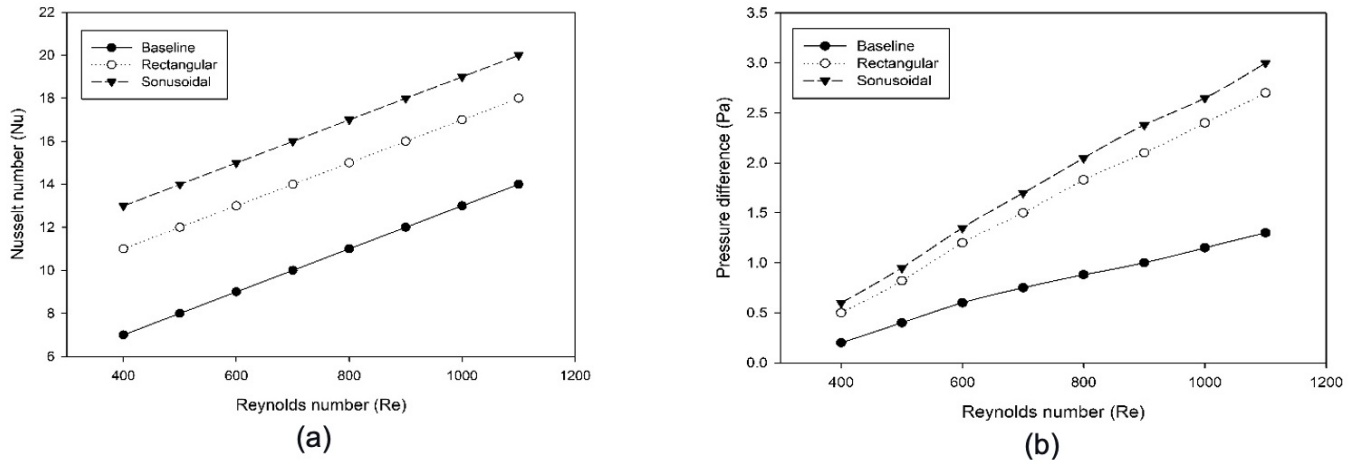 22
20
18
16
14
12
10
8
6
Nusselt number (Nu)
Baseline
Rectangular
Sonusoidal
400
600
800
1000
1200
Reynolds number (Re)
(a)
3.5
3.0
2.5
2.0
1.5
1.0
0.5
0.0
Pressure difference (Pa)
Baseline
Rectangular
Sonusoidal
400
600
800
1000
1200
Reynolds number (Re)
(b)